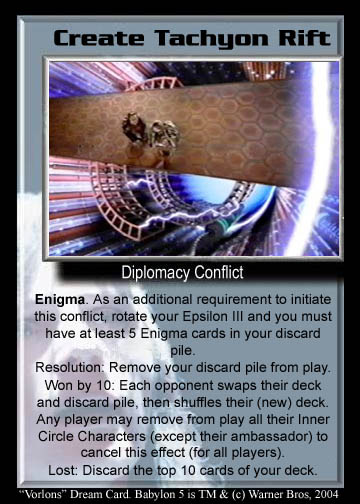 Create Tachyon Rift
Diplomacy Conflict
Enigma. As an additional requirement to initiate
this conflict, rotate your Epsilon III and you must
have at least 5 Enigma cards in your discard
pile.
Resolution: Remove your discard pile from play.
Won by 10: Each opponent swaps their deck
and discard pile, then shuffles their (new) deck.
Any player may remove from play all their Inner
Circle Characters (except their ambassador) to
cancel this effect (for all players).
Lost: Discard the top 10 cards of your deck.
“Vorlons” Dream Card. Babylon 5 is TM & (c) Warner Bros, 2004